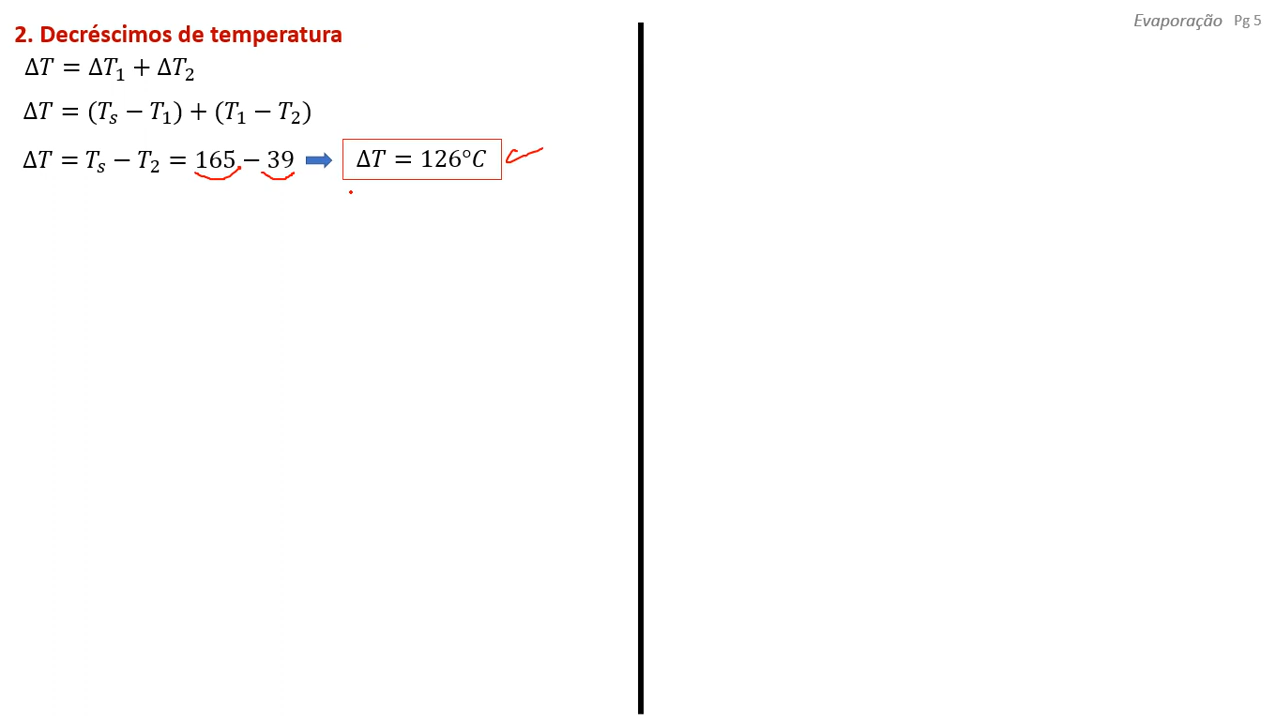 Evaporação Pg 5
2. Decréscimos de temperatura
ΔT = ΔT₁ + ΔT₂
ΔT = (Tₛ − T₁) + (T₁ − T₂)
ΔT = Tₛ − T₂ = 165 − 39 ➡ ΔT = 126°C